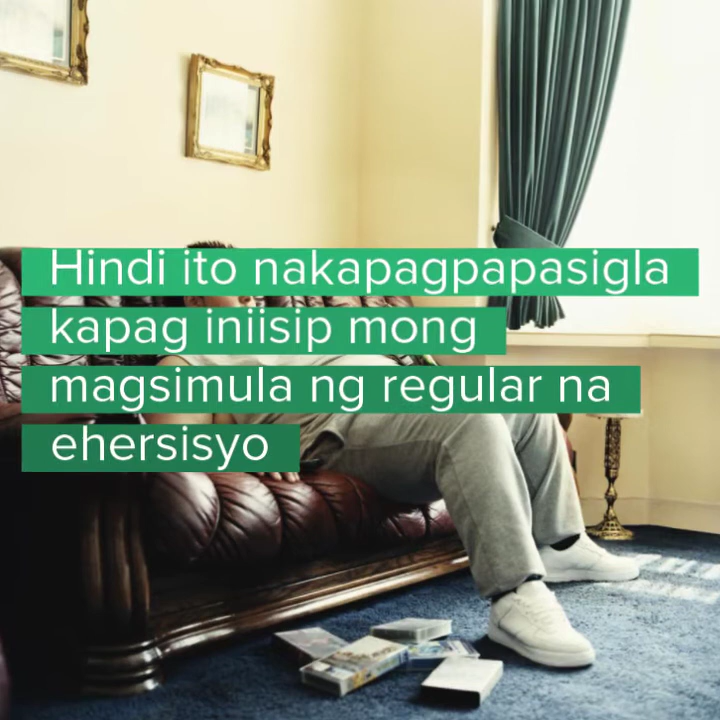 Hindi ito nakapagpapasigla
kapag iniisip mong
magsimula ng regular na
ehersisyo